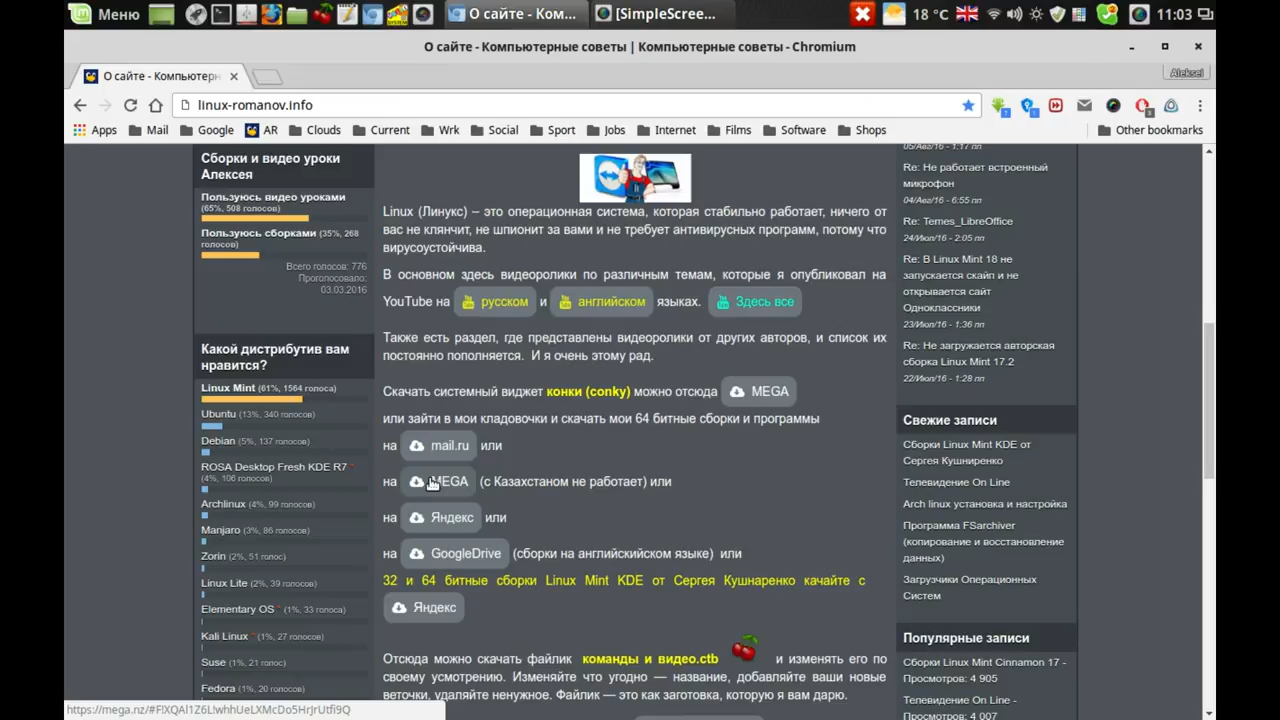 Menu
О сайте - Ком...
[SimpleScree...
18 °C
11:03
О сайте - Компьютерные советы | Компьютерные советы - Chromium
О сайте - Компьютерн
Aleksei
linux-romanov.info
Apps
Mail
Google
AR
Clouds
Current
Wrk
Social
Sport
Jobs
Internet
Films
Software
Shops
Other bookmarks
Сборки и видео уроки
Алексея
Пользуюсь видео уроками
(65%, 508 голосов)
Пользуюсь сборками (35%, 268
голосов)
Всего голосов: 776
Проголосовало:
03.03.2016
Какой дистрибутив вам
нравится?
Linux Mint (61%, 1564 голоса)
Ubuntu (13%, 340 голосов)
Debian (5%, 137 голосов)
ROSA Desktop Fresh KDE R7 *
(4%, 106 голосов)
Archlinux (4%, 99 голосов)
Manjaro (3%, 86 голосов)
Zorin (2%, 51 голос)
Linux Lite (2%, 39 голосов)
Elementary OS * (1%, 33 голоса)
Kali Linux * (1%, 27 голосов)
Suse (1%, 21 голос)
Fedora (1%, 20 голосов)
Linux (Линукс) – это операционная система, которая стабильно работает, ничего от
вас не клянчит, не шпионит за вами и не требует антивирусных программ, потому что
вирусоустойчива.
В основном здесь видеоролики по различным темам, которые я опубликовал на
YouTube на русском и английском языках. Здесь все
Также есть раздел, где представлены видеоролики от других авторов, и список их
постоянно пополняется. И я очень этому рад.
Скачать системный виджет конки (conky) можно отсюда MEGA
или зайти в мои кладовочки и скачать мои 64 битные сборки и программы
на mail.ru или
на MEGA (с Казахстаном не работает) или
на Яндекс или
на GoogleDrive (сборки на англискийском языке) или
32 и 64 битные сборки Linux Mint KDE от Сергея Кушнаренко качайте с
Яндекс
Отсюда можно скачать файлик команды и видео.ctb и изменять его по
своему усмотрению. Изменяйте что угодно — название, добавляйте ваши новые
веточки, удаляйте ненужное. Файлик — это как заготовка, которую я вам дарю.
05/Авг/16 - 1:17 пп
Re: Не работает встроенный
микрофон
04/Авг/16 - 6:55 пп
Re: Temes_LibreOffice
24/Июл/16 - 2:05 пп
Re: В Linux Mint 18 не
запускается скайп и не
открывается сайт
Одноклассники
23/Июл/16 - 1:36 пп
Re: Не загружается авторская
сборка Linux Mint 17.2
22/Июл/16 - 1:28 пп
Свежие записи
Сборки Linux Mint KDE от
Сергея Кушниренко
Телевидение On Line
Arch linux установка и настройка
Программа FSarchiver
(копирование и восстановление
данных)
Загрузчики Операционных
Систем
Популярные записи
Сборки Linux Mint Cinnamon 17 -
Просмотров: 4 905
Телевидение On Line -
Просмотров: 4 007
https://mega.nz/#F!XQAl1Z6L!whhUeLXMcDo5HrJrUtfi9Q